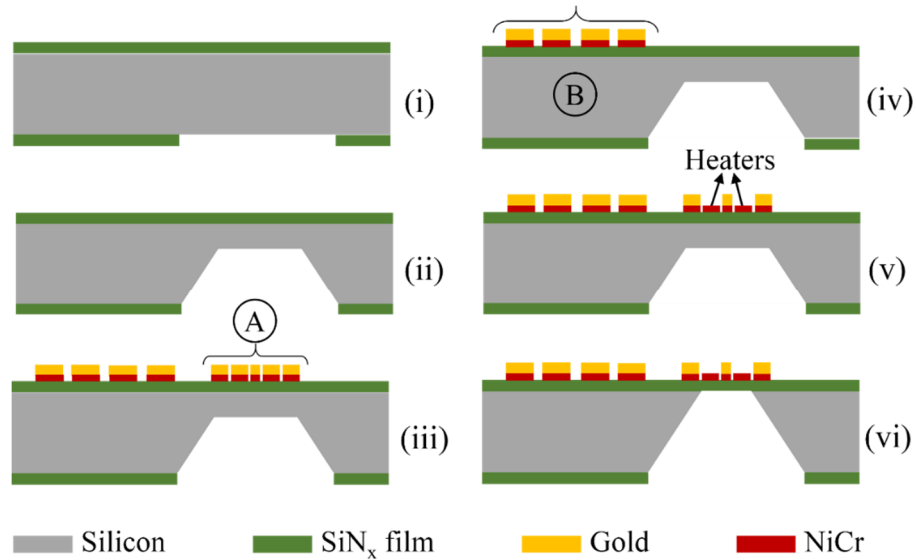 (i)
(ii)
A
(iii)
B
(iv)
Heaters
(v)
(vi)
Silicon
SiNx film
Gold
NiCr